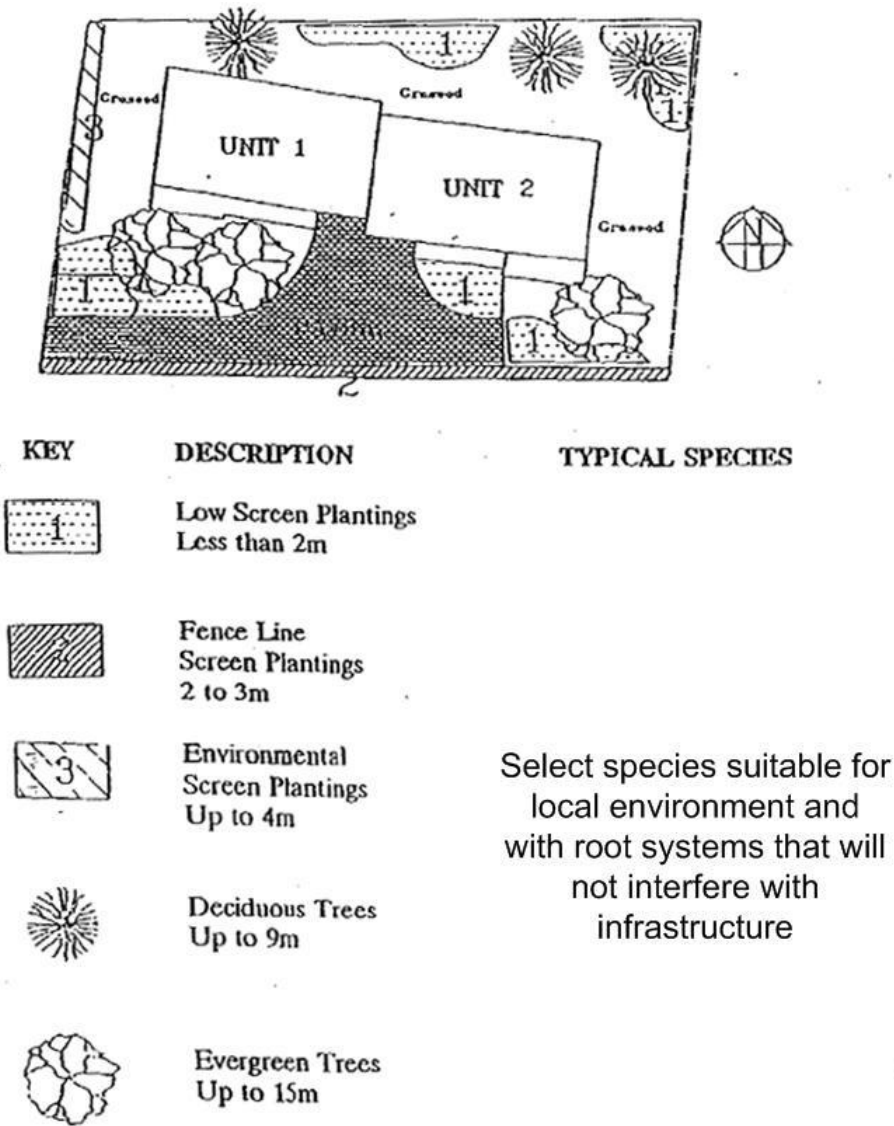 1
1
Grassed
Grassed
3
UNIT 1
UNIT 2
Grassed
N
1
1
1
2
KEY DESCRIPTION TYPICAL SPECIES
1 Low Screen Plantings
Less than 2m
2 Fence Line
Screen Plantings
2 to 3m
3 Environmental
Screen Plantings
Up to 4m
Select species suitable for
local environment and
with root systems that will
not interfere with
infrastructure
Deciduous Trees
Up to 9m
Evergreen Trees
Up to 15m